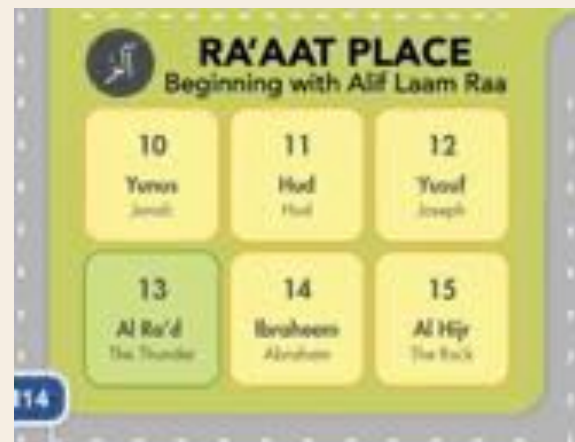 الر
RA'AAT PLACE
Beginning with Alif Laam Raa
10
Yunus
Jonah
11
Hud
Hud
12
Yusuf
Joseph
13
Al Ra'd
The Thunder
14
Ibraheem
Abraham
15
Al Hijr
The Rock
114